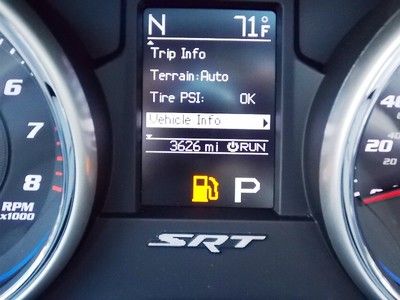 N 71°F
Trip Info
Terrain:Auto
Tire PSI: OK
Vehicle Info
3626 mi RUN
P
SRT
6
7
8
RPM
x1000
40
20
20